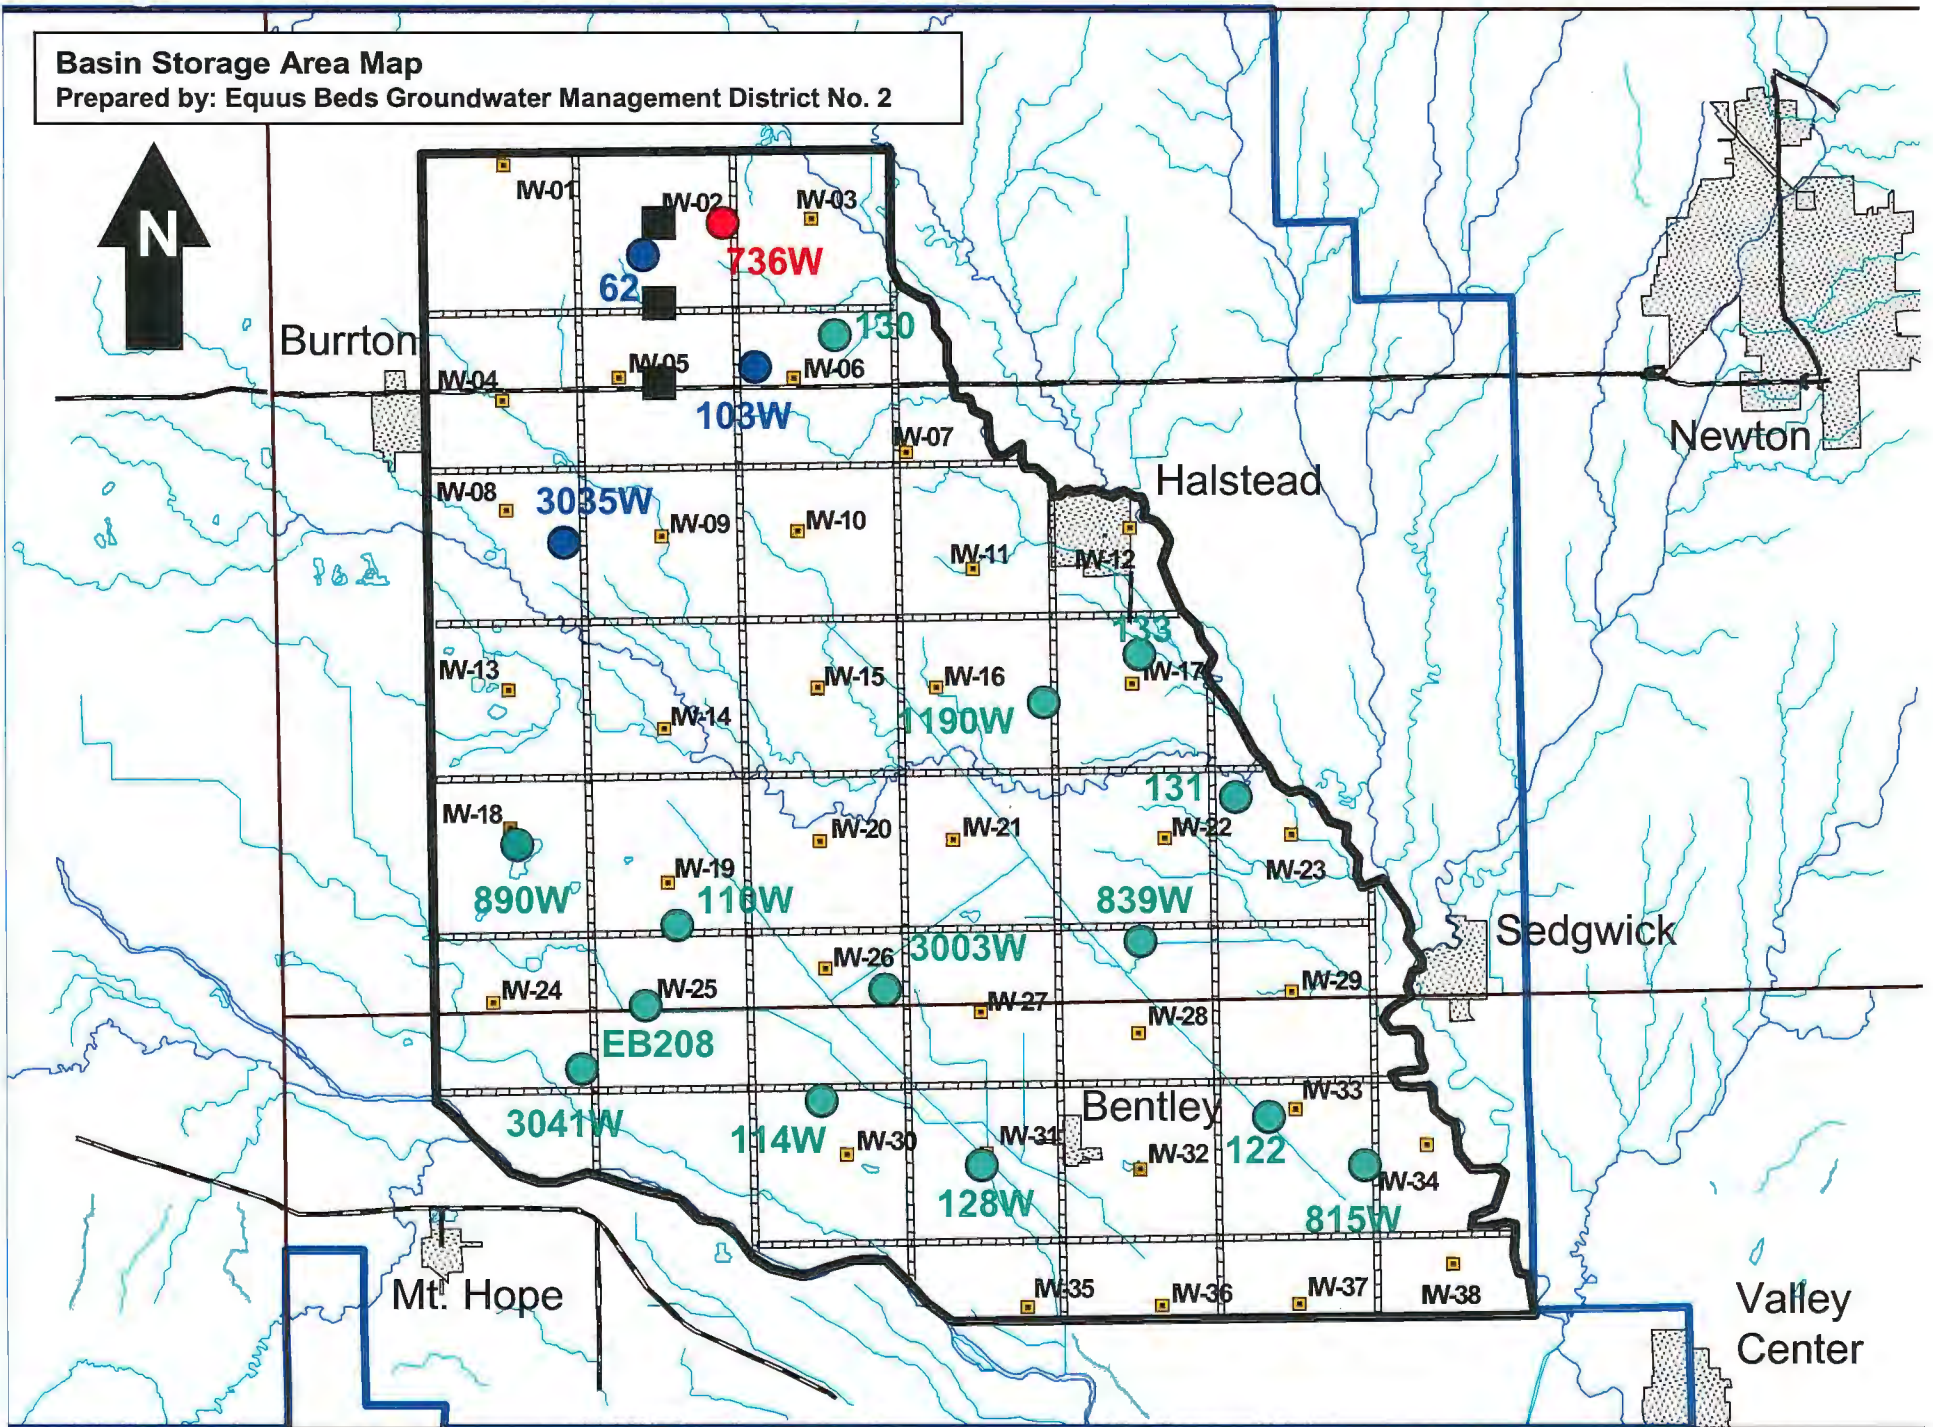 Basin Storage Area Map
Prepared by: Equus Beds Groundwater Management District No. 2
N
IW-01
IW-02
IW-03
736W
62
130
Burrton
IW-04
IW-05
IW-06
103W
IW-07
Newton
Halstead
IW-08
3035W
IW-09
IW-10
IW-11
IW-12
133
IW-13
IW-14
IW-15
IW-16
IW-17
1190W
131
IW-18
IW-19
IW-20
IW-21
IW-22
IW-23
890W
110W
839W
3003W
Sedgwick
IW-24
IW-25
IW-26
IW-27
IW-28
IW-29
EB208
3041W
114W
IW-30
IW-31
Bentley
IW-32
IW-33
122
IW-34
128W
815W
Mt. Hope
IW-35
IW-36
IW-37
IW-38
Valley
Center